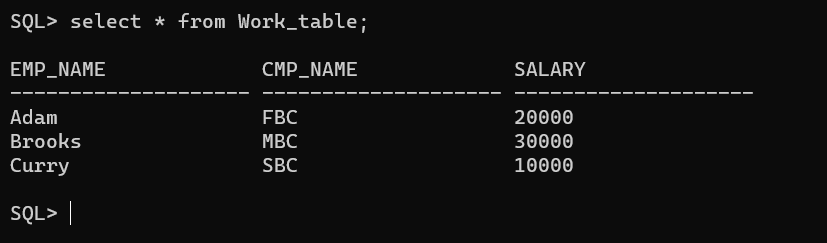 SQL> select * from Work_table;
EMP_NAME             CMP_NAME             SALARY
-------------------- -------------------- --------------------
Adam                 FBC                  20000
Brooks               MBC                  30000
Curry                SBC                  10000
SQL>